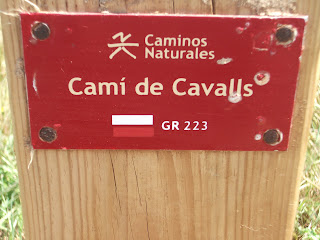 Caminos
Naturales
Camí de Cavalls
GR 223